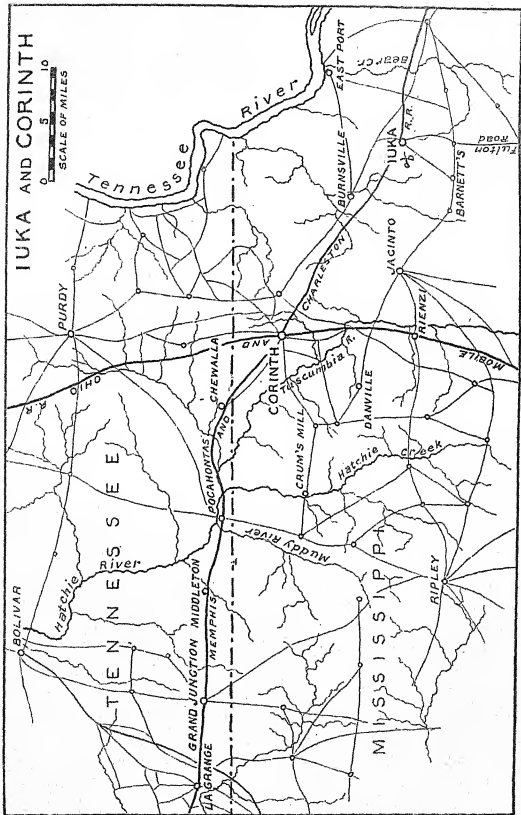 IUKA AND CORINTH
0 5 10
SCALE OF MILES
Tennessee River
BOLIVAR
Hatchie River
TENNESSEE
PURDY
OHIO R.R.
LA GRANGE
GRAND JUNCTION
MIDDLETON
MEMPHIS AND CHARLESTON R.R.
POCAHONTAS
CHEWALLA
CORINTH
MOBILE AND
Tuscumbia R.
Muddy River
CRUM'S MILL
Hatchie Creek
DANVILLE
RIENZI
JACINTO
BURNSVILLE
EAST PORT
IUKA
Bear Cr.
BARNETT'S
Fulton Road
MISSISSIPPI
RIPLEY